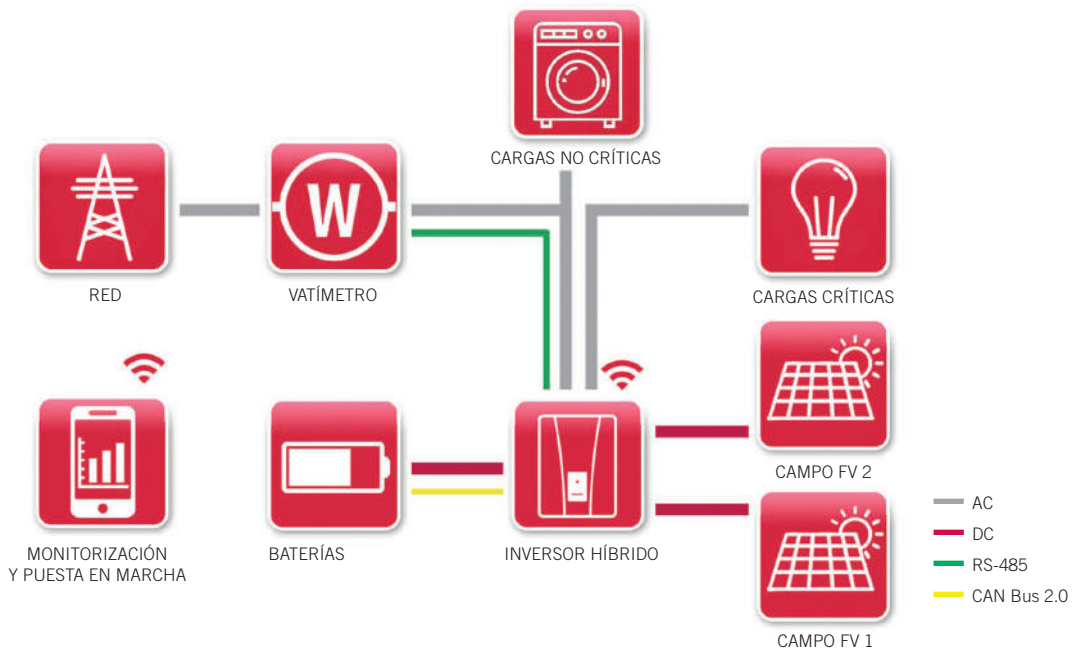 CARGAS NO CRÍTICAS
W
RED
VATÍMETRO
CARGAS CRÍTICAS
CAMPO FV 2
MONITORIZACIÓN
Y PUESTA EN MARCHA
BATERÍAS
INVERSOR HÍBRIDO
AC
DC
RS-485
CAN Bus 2.0
CAMPO FV 1